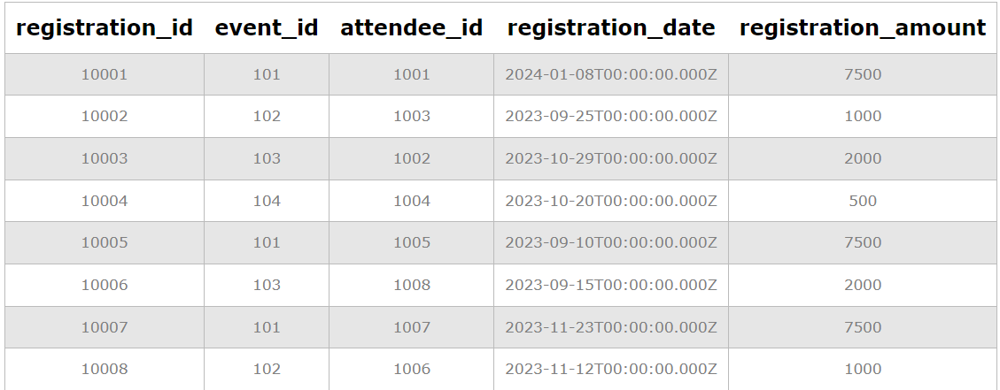 registration_id event_id attendee_id registration_date registration_amount
10001 101 1001 2024-01-08T00:00:00.000Z 7500
10002 102 1003 2023-09-25T00:00:00.000Z 1000
10003 103 1002 2023-10-29T00:00:00.000Z 2000
10004 104 1004 2023-10-20T00:00:00.000Z 500
10005 101 1005 2023-09-10T00:00:00.000Z 7500
10006 103 1008 2023-09-15T00:00:00.000Z 2000
10007 101 1007 2023-11-23T00:00:00.000Z 7500
10008 102 1006 2023-11-12T00:00:00.000Z 1000